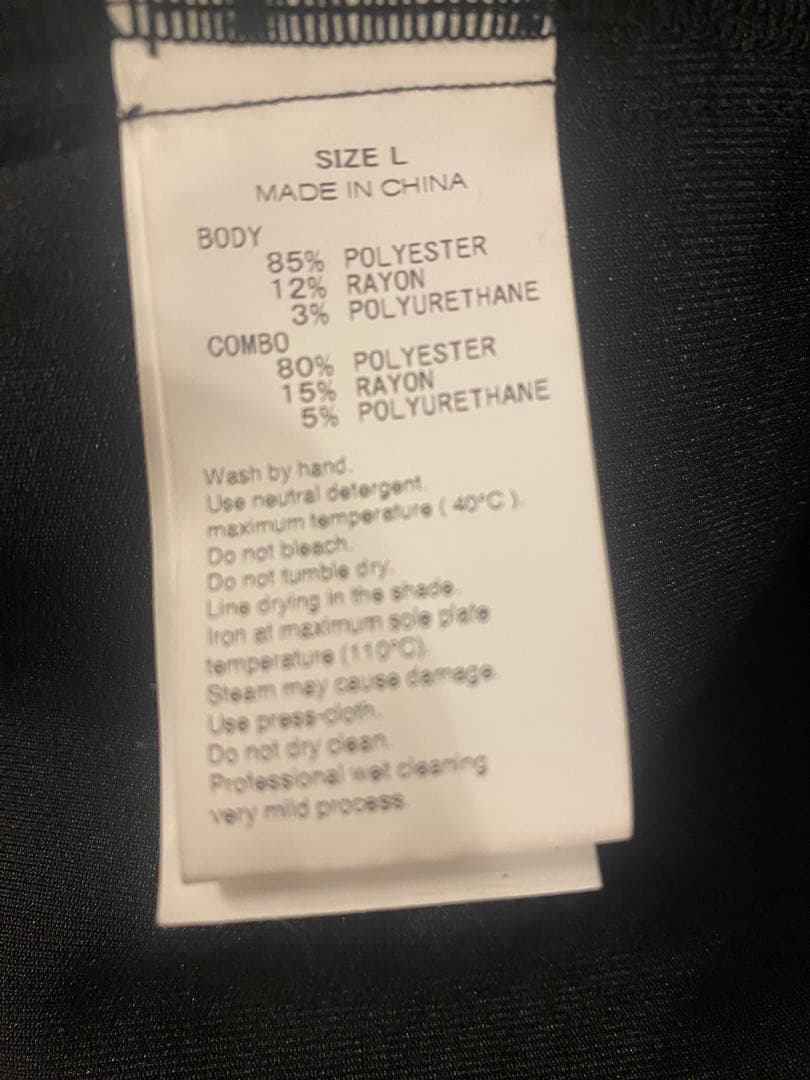 SIZE L
MADE IN CHINA
BODY
85% POLYESTER
12% RAYON
3% POLYURETHANE
COMBO
80% POLYESTER
15% RAYON
5% POLYURETHANE
Wash by hand.
Use neutral detergent.
maximum temperature ( 40°C ).
Do not bleach.
Do not tumble dry.
Line drying in the shade.
Iron at maximum sole plate
temperature (110°C).
Steam may cause damage.
Use press-cloth.
Do not dry clean.
Professional wet cleaning
very mild process.